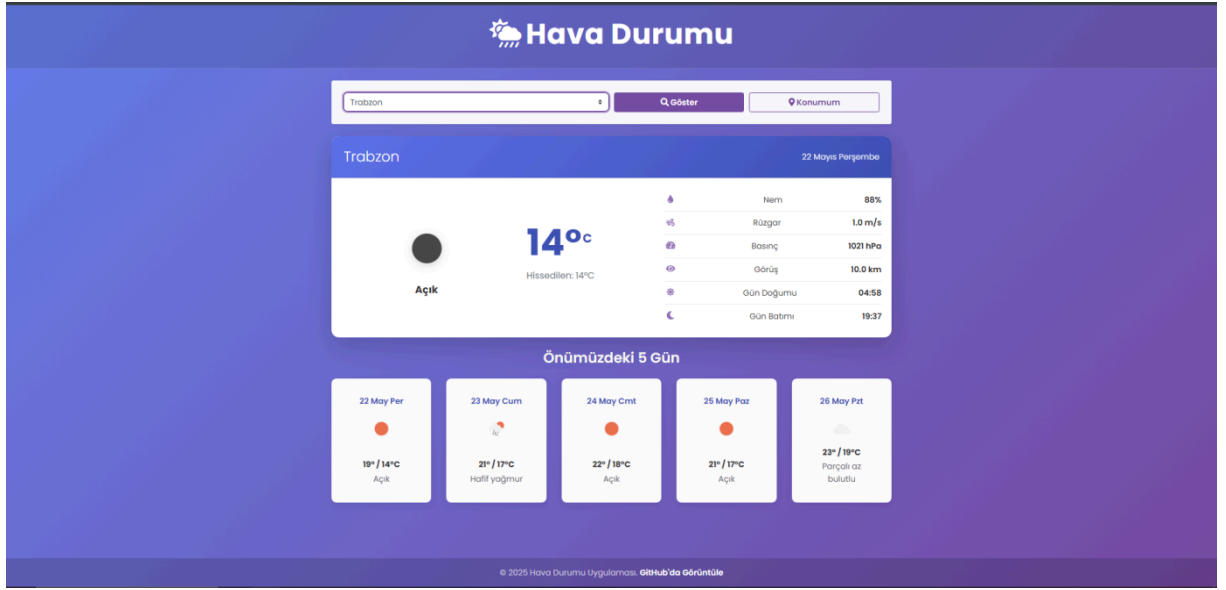 Hava Durumu
Trabzon
Göster
Konumum
Trabzon
22 Mayıs Perşembe
Açık
14°c
Hissedilen: 14°C
Nem 88%
Rüzgar 1.0 m/s
Basınç 1021 hPa
Görüş 10.0 km
Gün Doğumu 04:58
Gün Batımı 19:37
Önümüzdeki 5 Gün
22 May Per
19° / 14°C
Açık
23 May Cum
21° / 17°C
Hafif yağmur
24 May Cmt
22° / 18°C
Açık
25 May Paz
21° / 17°C
Açık
26 May Pzt
23° / 19°C
Parçalı az
bulutlu
© 2025 Hava Durumu Uygulaması. GitHub'da Görüntüle